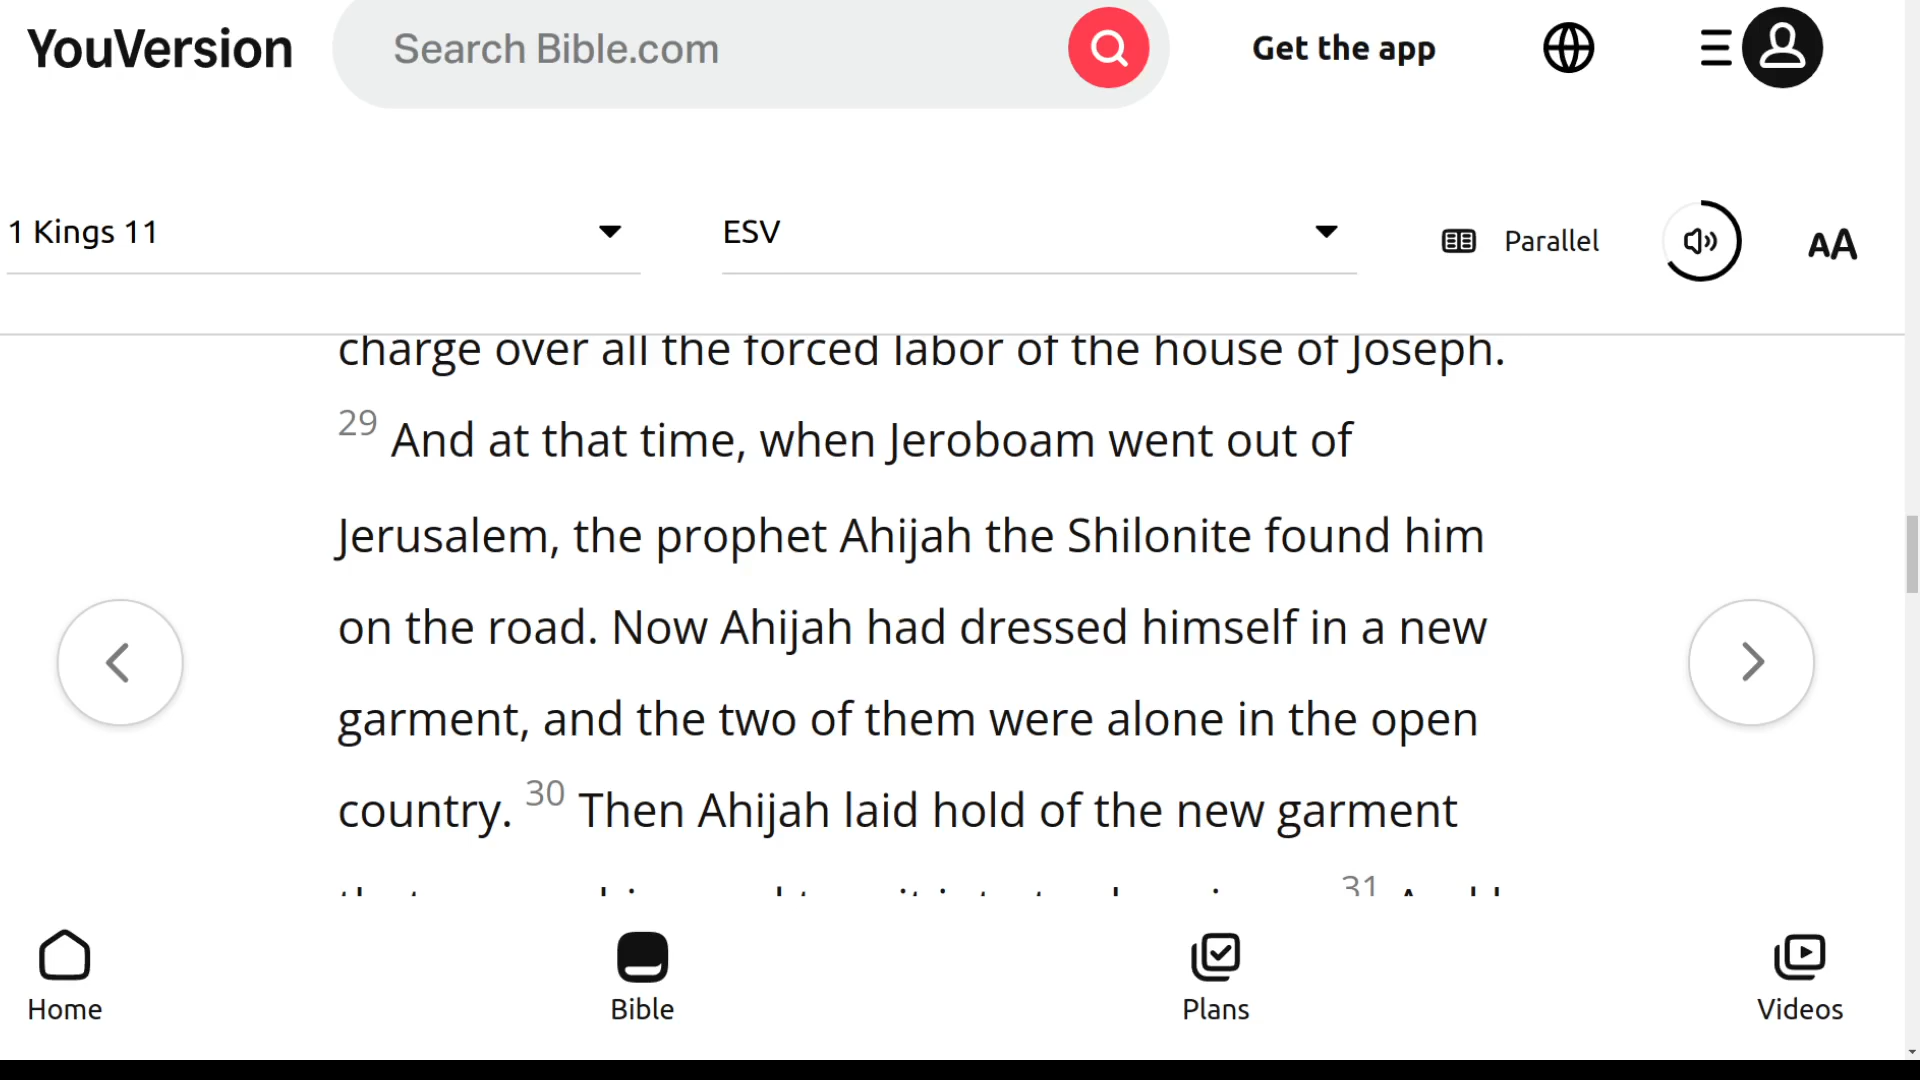 YouVersion
Search Bible.com
Get the app
1 Kings 11
ESV
Parallel
AA
charge over all the forced labor of the house of Joseph.
29 And at that time, when Jeroboam went out of
Jerusalem, the prophet Ahijah the Shilonite found him
on the road. Now Ahijah had dressed himself in a new
garment, and the two of them were alone in the open
country. 30 Then Ahijah laid hold of the new garment
31
Home
Bible
Plans
Videos